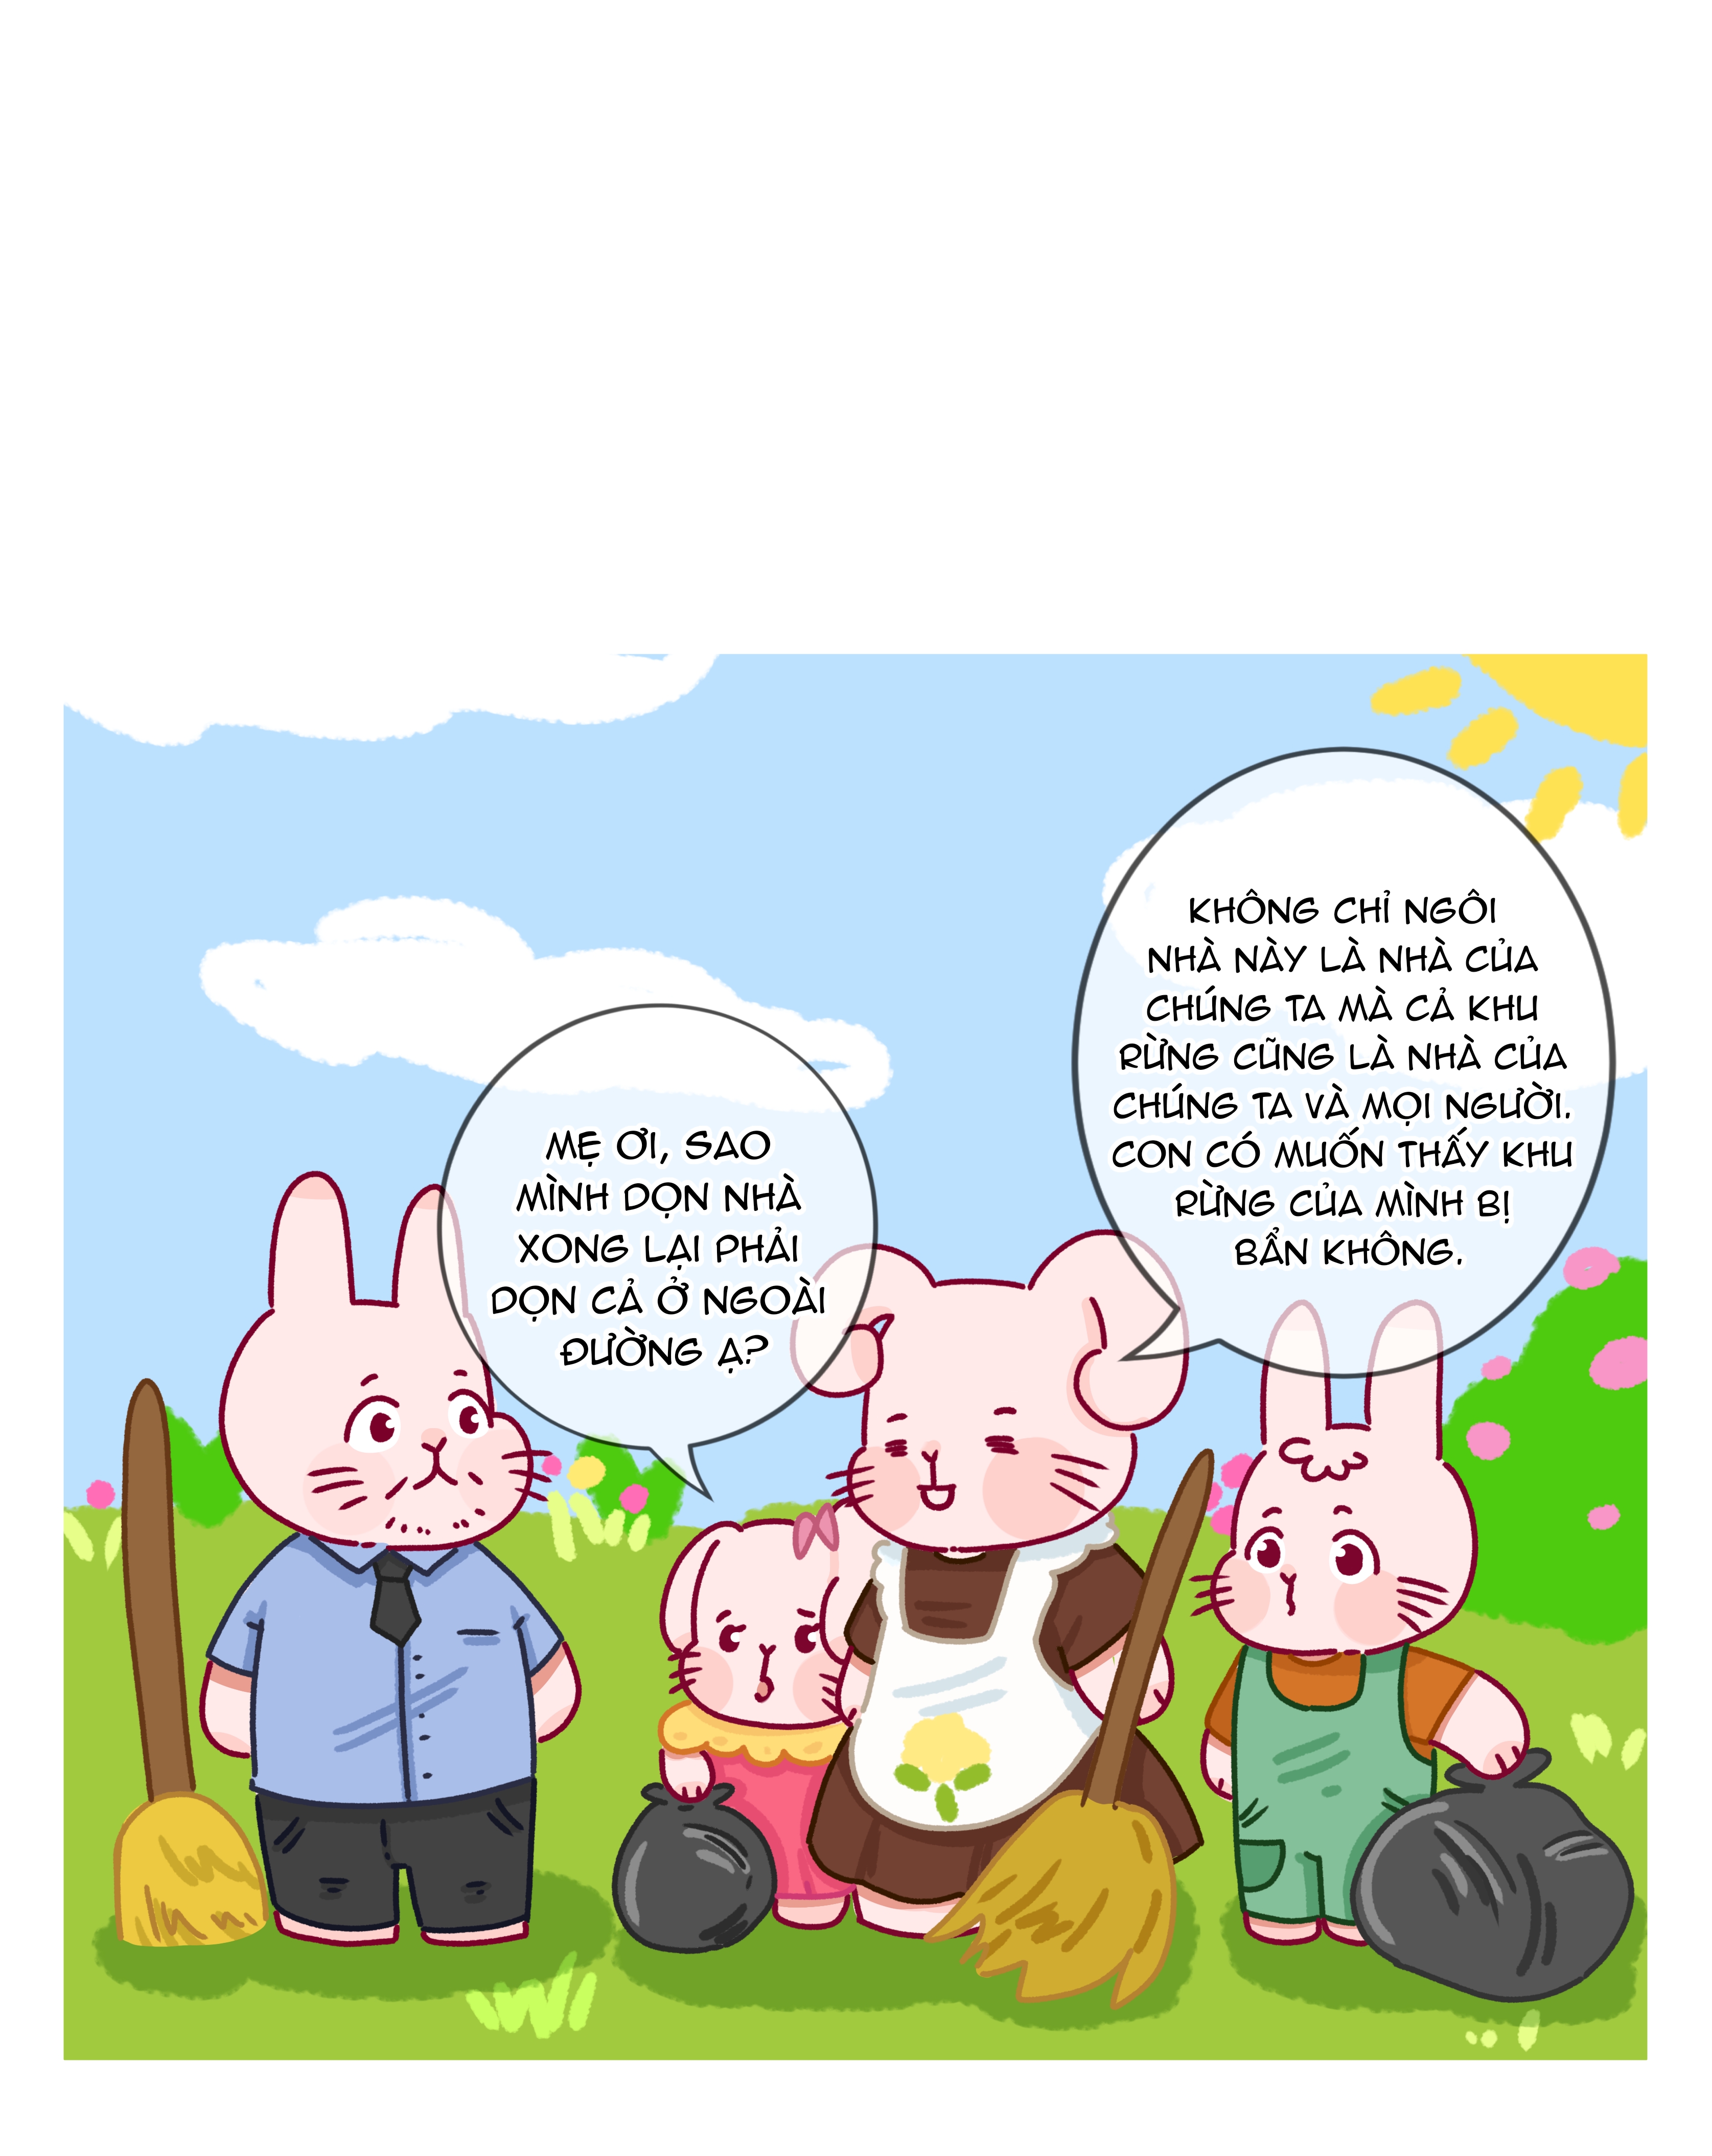 MẸ ƠI, SAO
MÌNH DỌN NHÀ
XONG LẠI PHẢI
DỌN CẢ Ở NGOÀI
ĐƯỜNG Ạ?
KHÔNG CHỈ NGÔI
NHÀ NÀY LÀ NHÀ CỦA
CHÚNG TA MÀ CẢ KHU
RỪNG CŨNG LÀ NHÀ CỦA
CHÚNG TA VÀ MỌI NGƯỜI.
CON CÓ MUỐN THẤY KHU
RỪNG CỦA MÌNH BỊ
BẨN KHÔNG.